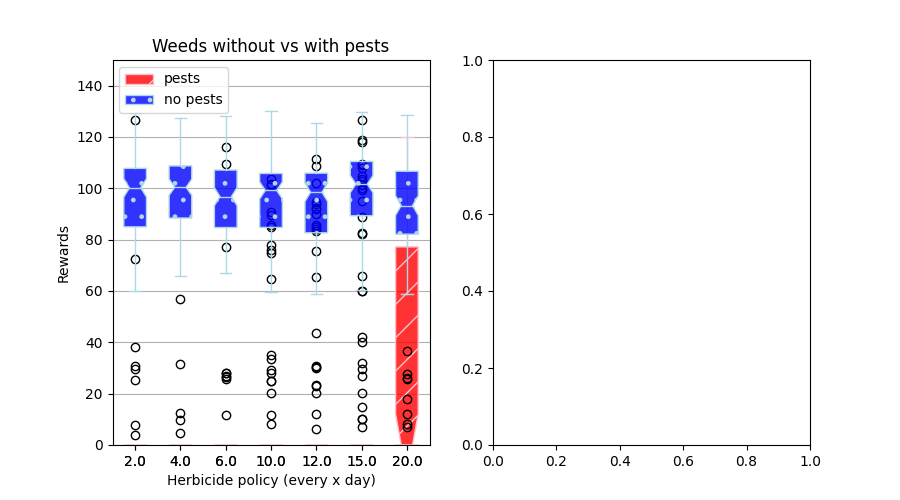 Weeds without vs with pests
pests
no pests
140
120
100
80
60
40
20
0
Rewards
2.0 4.0 6.0 10.0 12.0 15.0 20.0
Herbicide policy (every x day)
1.0
0.8
0.6
0.4
0.2
0.0
0.0 0.2 0.4 0.6 0.8 1.0